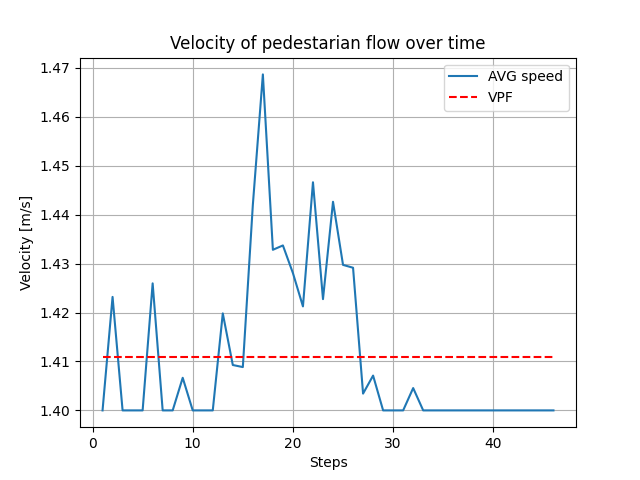 Velocity of pedestarian flow over time
AVG speed
VPF
Velocity [m/s]
1.47
1.46
1.45
1.44
1.43
1.42
1.41
1.40
0
10
20
30
40
Steps